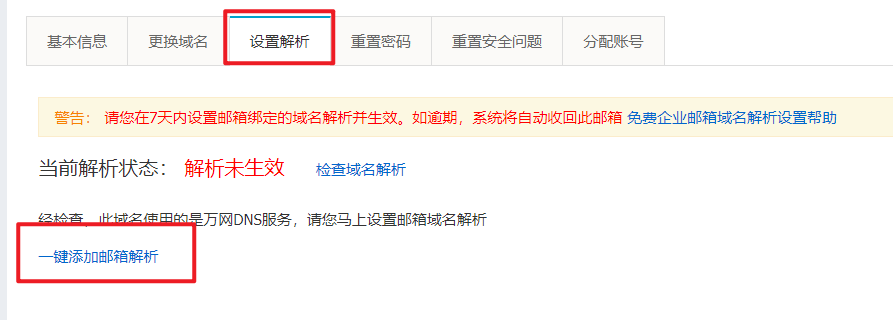 基本信息 更换域名 设置解析 重置密码 重置安全问题 分配账号
警告： 请您在7天内设置邮箱绑定的域名解析并生效。如逾期，系统将自动收回此邮箱 免费企业邮箱域名解析设置帮助
当前解析状态： 解析未生效 检查域名解析
经检查，此域名使用的是万网DNS服务，请您马上设置邮箱域名解析
一键添加邮箱解析